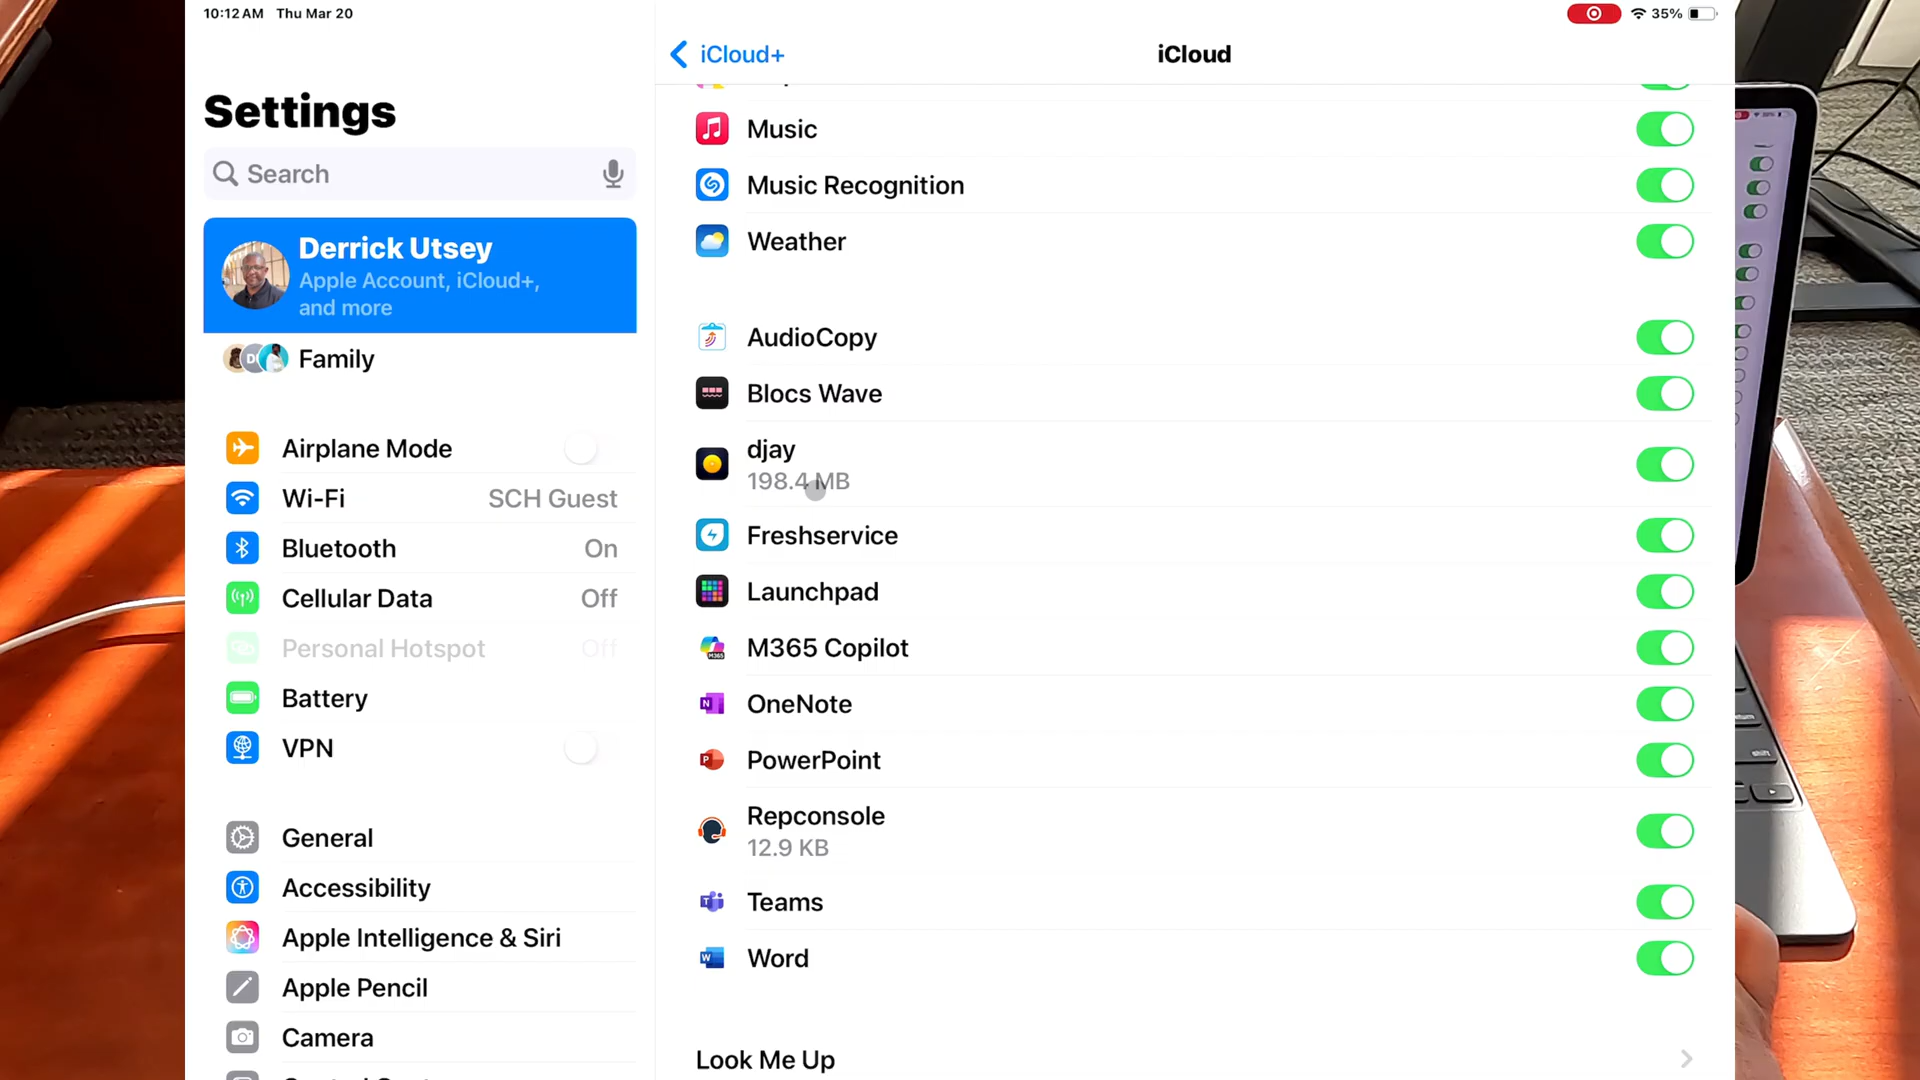 10:12 AM Thu Mar 20
35%
Settings
Search
Derrick Utsey
Apple Account, iCloud+,
and more
Family
Airplane Mode
Wi-Fi SCH Guest
Bluetooth On
Cellular Data Off
Personal Hotspot Off
Battery
VPN
General
Accessibility
Apple Intelligence & Siri
Apple Pencil
Camera
iCloud+
iCloud
Music
Music Recognition
Weather
AudioCopy
Blocs Wave
djay
198.4 MB
Freshservice
Launchpad
M365 Copilot
OneNote
PowerPoint
Repconsole
12.9 KB
Teams
Word
Look Me Up